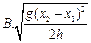 B. √(g(x₂ − x₁)² / 2h)